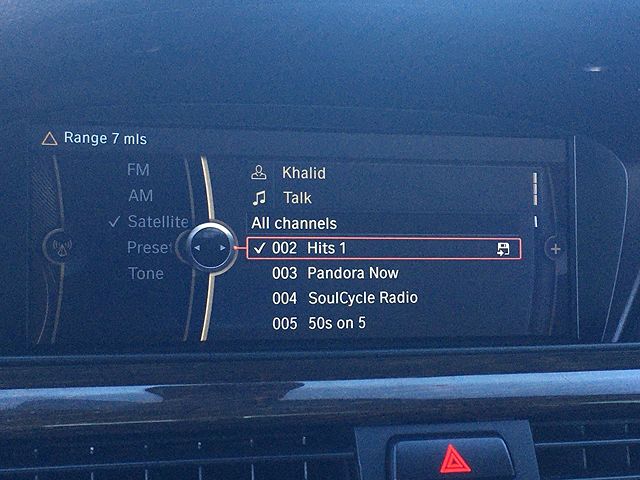 Range 7 mls
FM
AM
Satellite
Preset
Tone
Khalid
Talk
All channels
002 Hits 1
003 Pandora Now
004 SoulCycle Radio
005 50s on 5